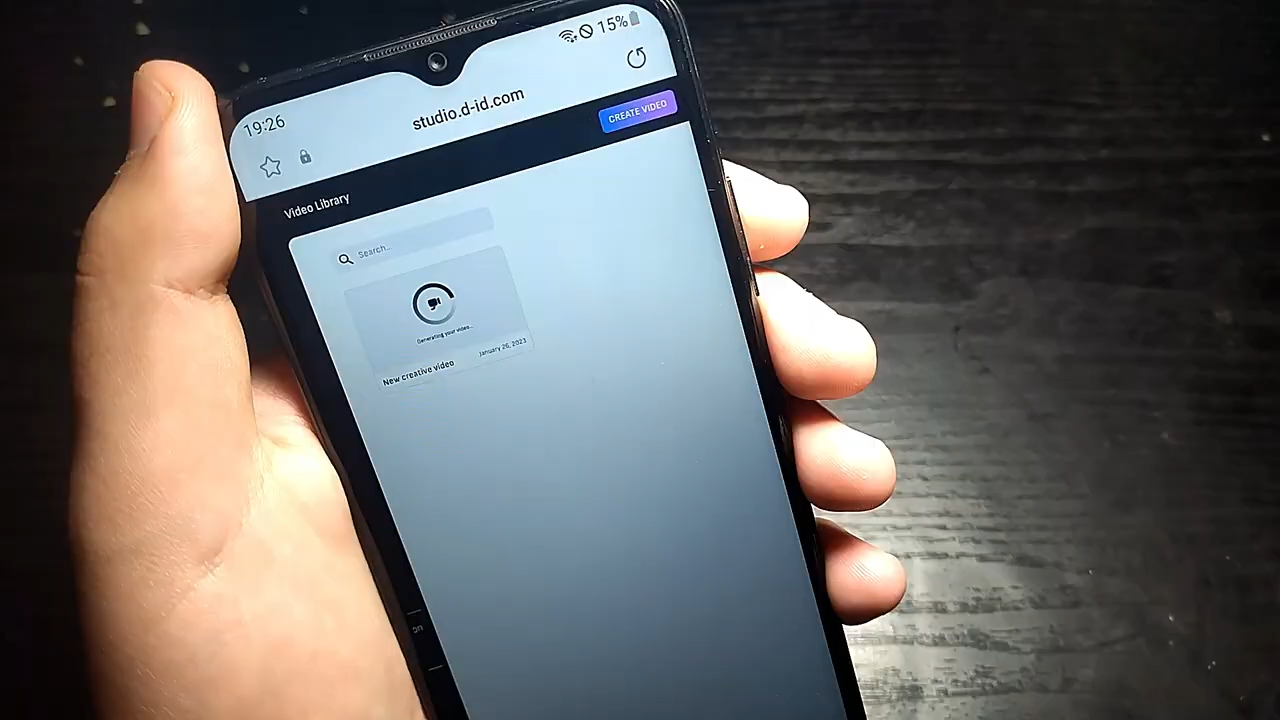 19:26
15%
studio.d-id.com
CREATE VIDEO
Video Library
Search...
Generating your video...
New creative video
January 26, 2023
on